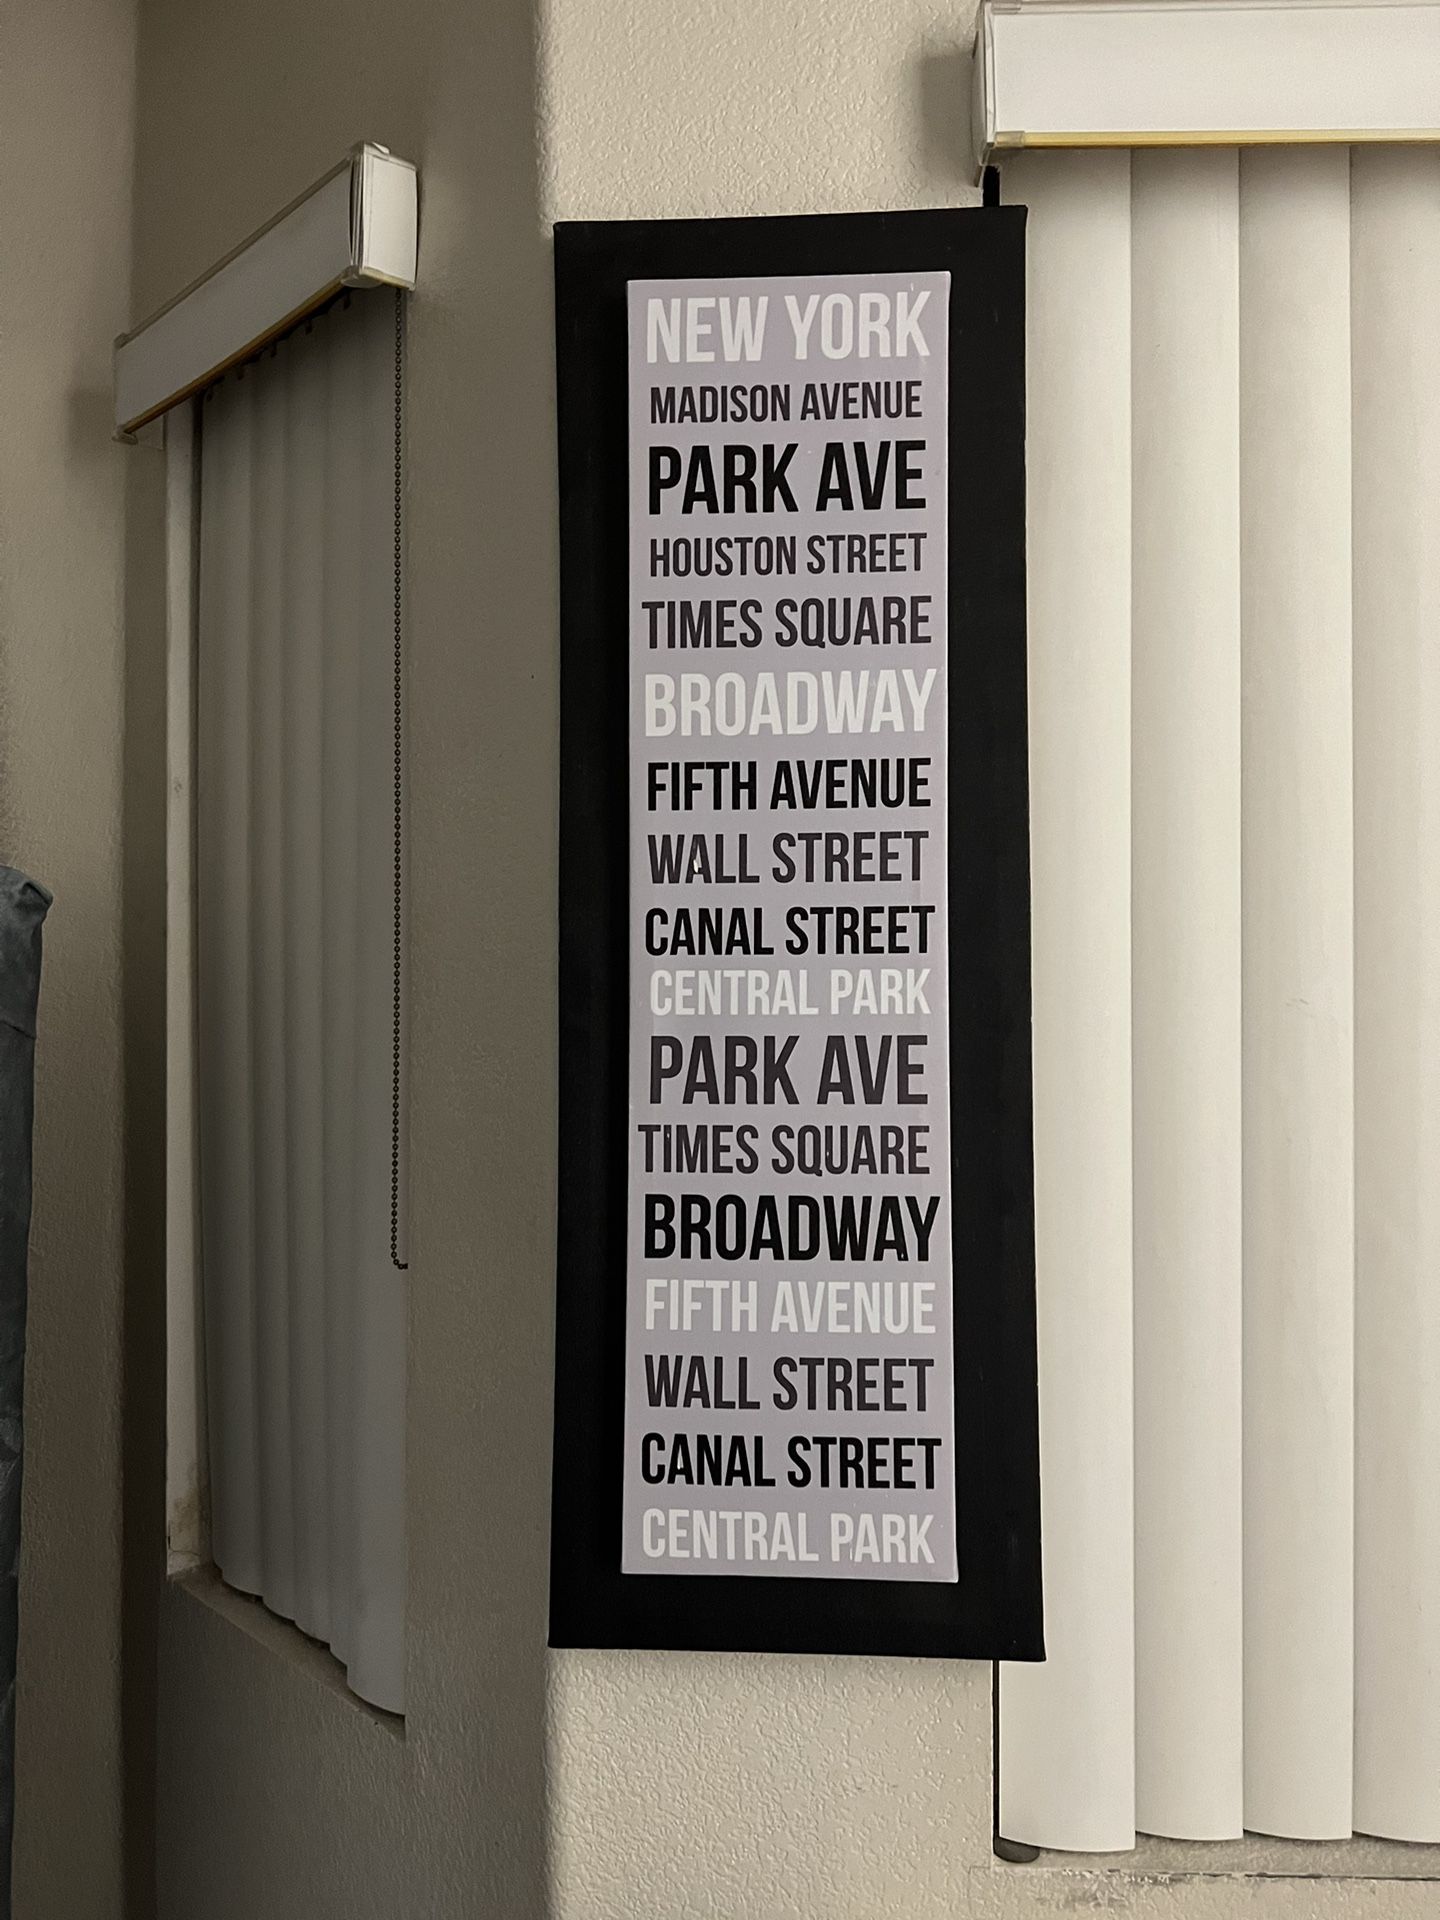 NEW YORK
MADISON AVENUE
PARK AVE
HOUSTON STREET
TIMES SQUARE
BROADWAY
FIFTH AVENUE
WALL STREET
CANAL STREET
CENTRAL PARK
PARK AVE
TIMES SQUARE
BROADWAY
FIFTH AVENUE
WALL STREET
CANAL STREET
CENTRAL PARK